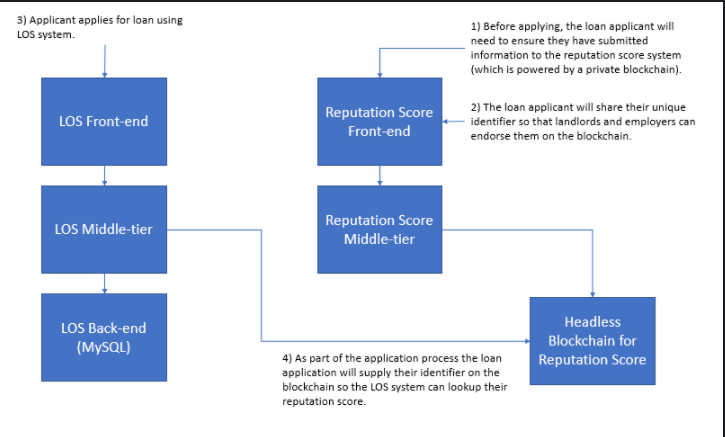 3) Applicant applies for loan using
LOS system.
1) Before applying, the loan applicant will
need to ensure they have submitted
information to the reputation score system
(which is powered by a private blockchain).
LOS Front-end
Reputation Score
Front-end
2) The loan applicant will share their unique
identifier so that landlords and employers can
endorse them on the blockchain.
LOS Middle-tier
Reputation Score
Middle-tier
LOS Back-end
(MySQL)
Headless
Blockchain for
Reputation Score
4) As part of the application process the loan
application will supply their identifier on the
blockchain so the LOS system can lookup their
reputation score.